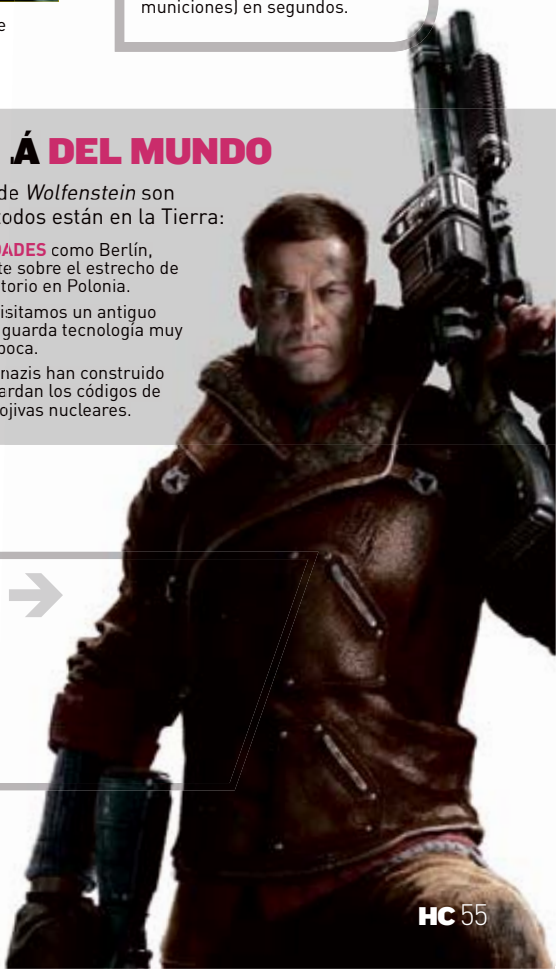 e
municiones) en segundos.
Á DEL MUNDO
de Wolfenstein son
todos están en la Tierra:
DADES como Berlín,
te sobre el estrecho de
torio en Polonia.
isitamos un antiguo
guarda tecnología muy
poca.
nazis han construido
ardan los códigos de
ojivas nucleares.
HC 55